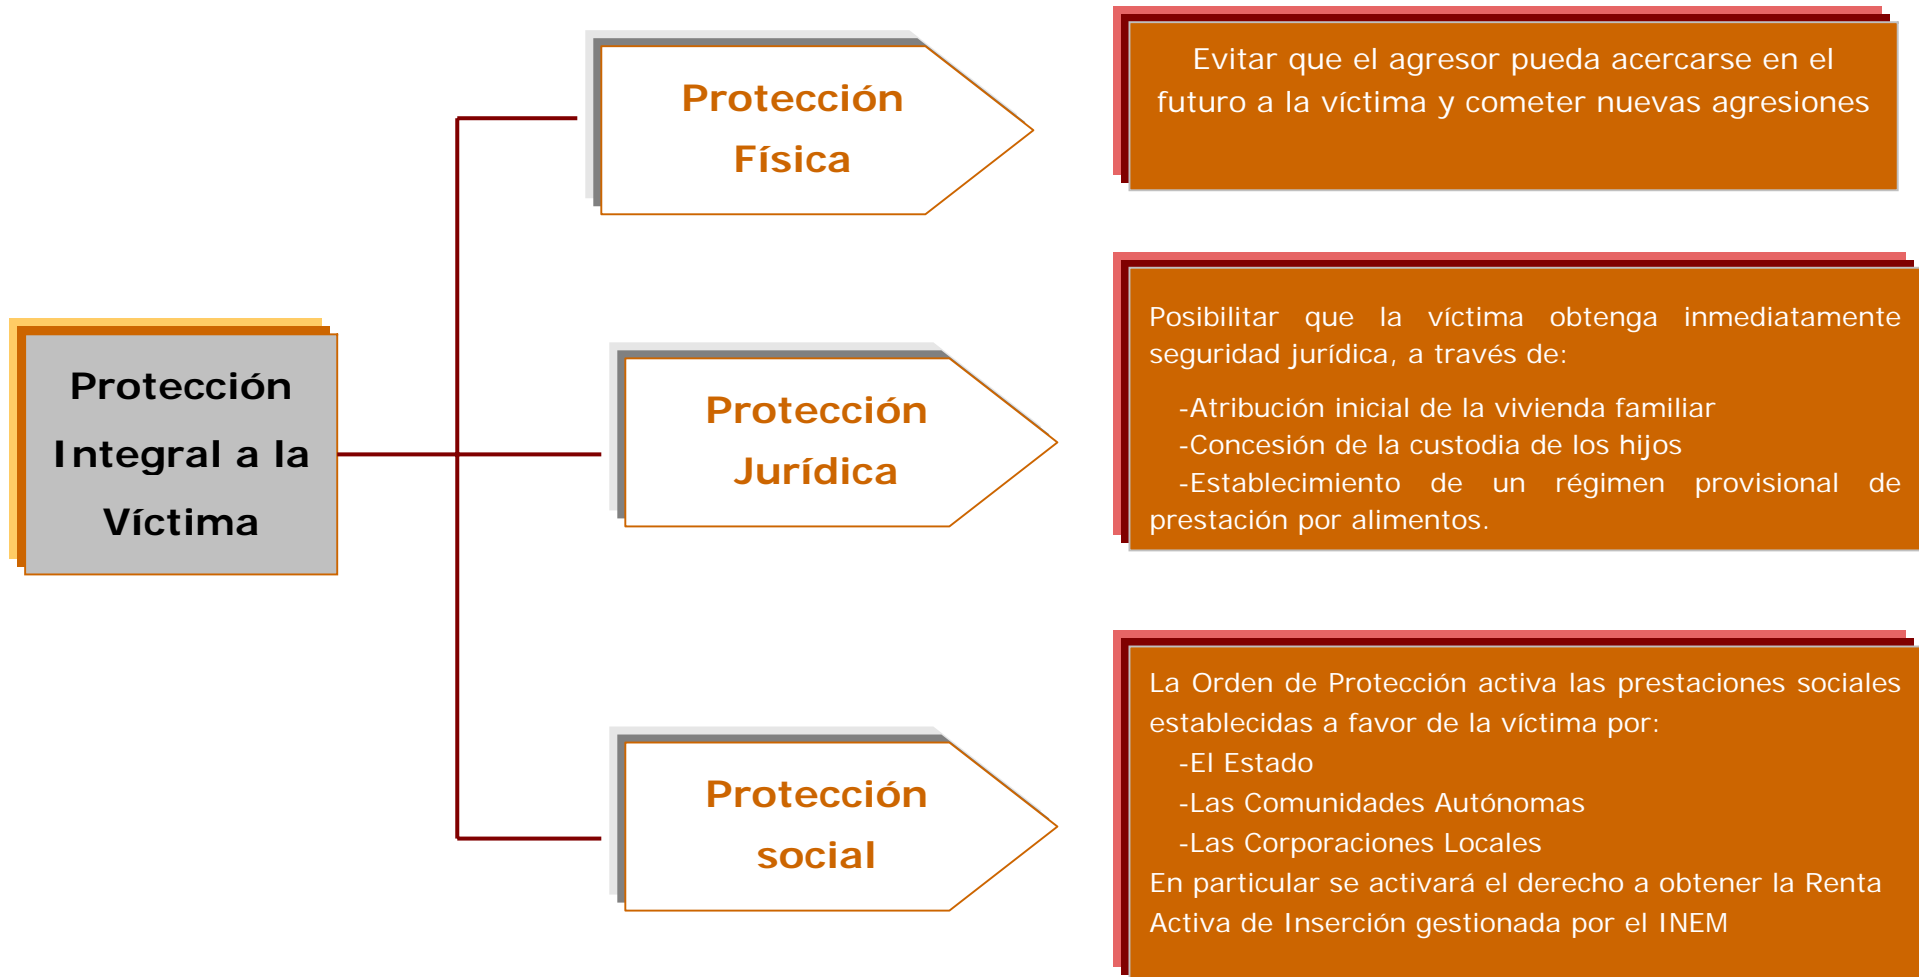 Protección
Integral a la
Víctima
Protección
Física
Evitar que el agresor pueda acercarse en el
futuro a la víctima y cometer nuevas agresiones
Protección
Jurídica
Posibilitar que la víctima obtenga inmediatamente
seguridad jurídica, a través de:
-Atribución inicial de la vivienda familiar
-Concesión de la custodia de los hijos
-Establecimiento de un régimen provisional de
prestación por alimentos.
Protección
social
La Orden de Protección activa las prestaciones sociales
establecidas a favor de la víctima por:
-El Estado
-Las Comunidades Autónomas
-Las Corporaciones Locales
En particular se activará el derecho a obtener la Renta
Activa de Inserción gestionada por el INEM